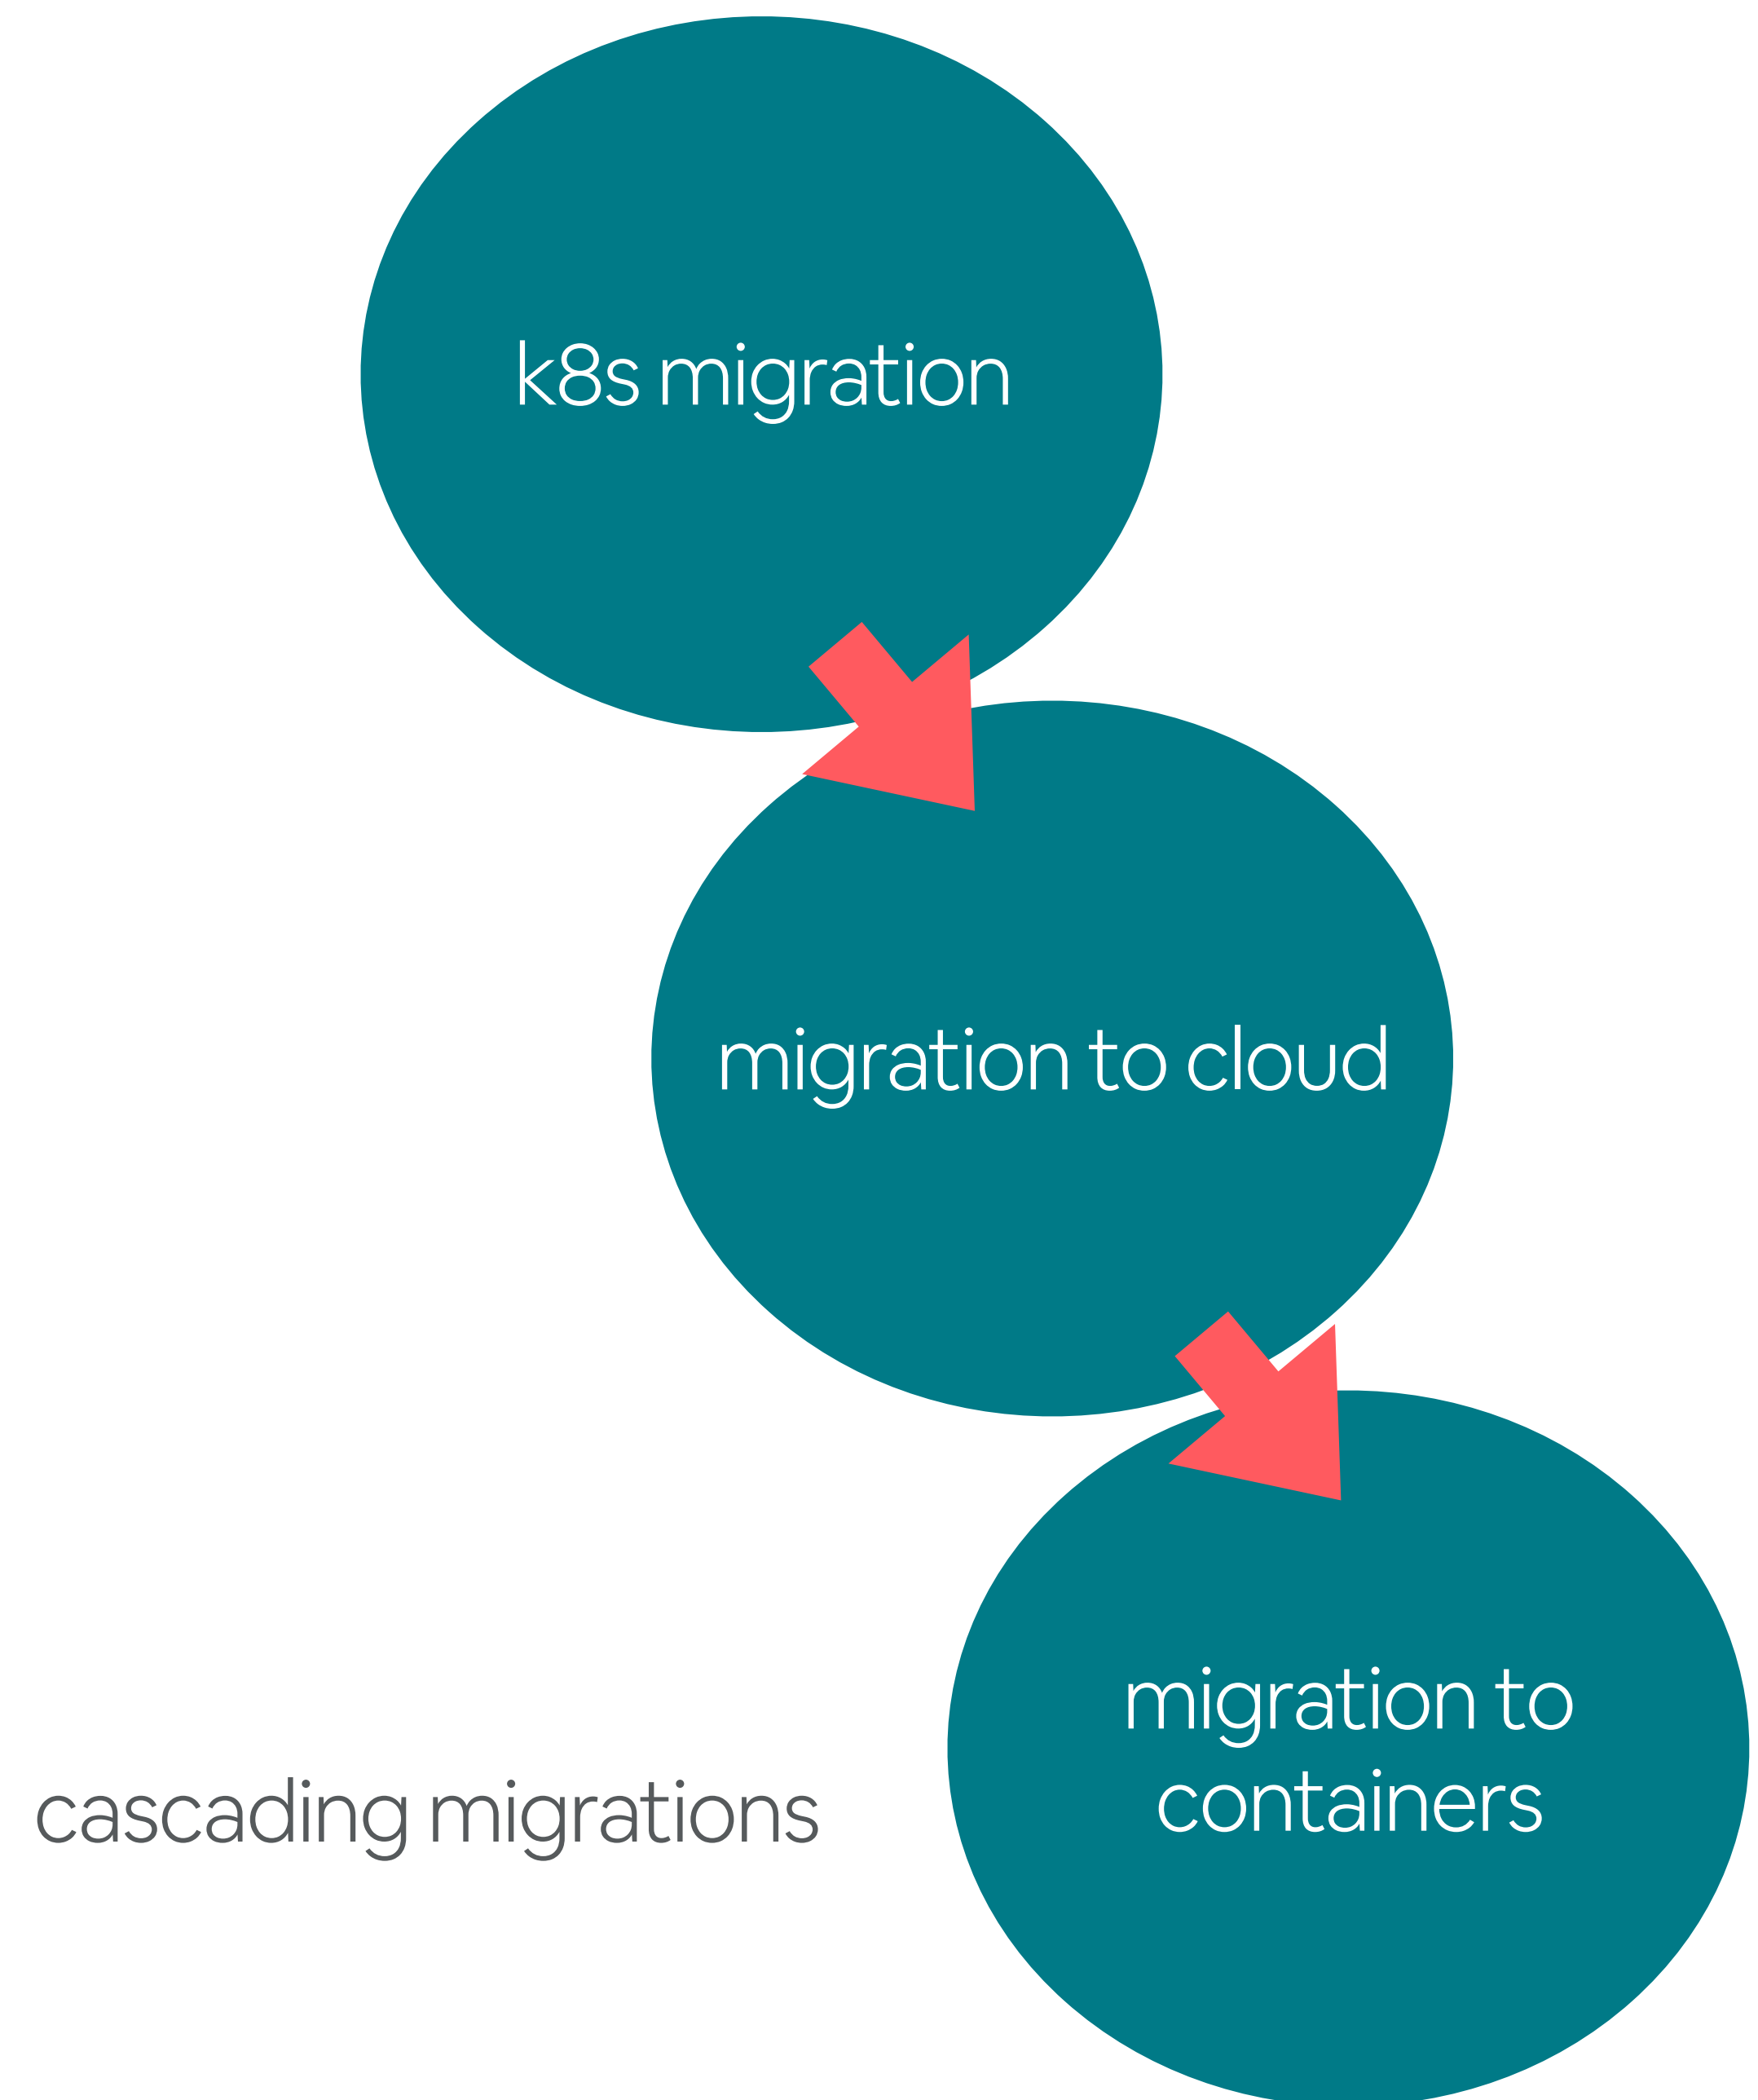 k8s migration
migration to cloud
migration to
containers
cascading migrations